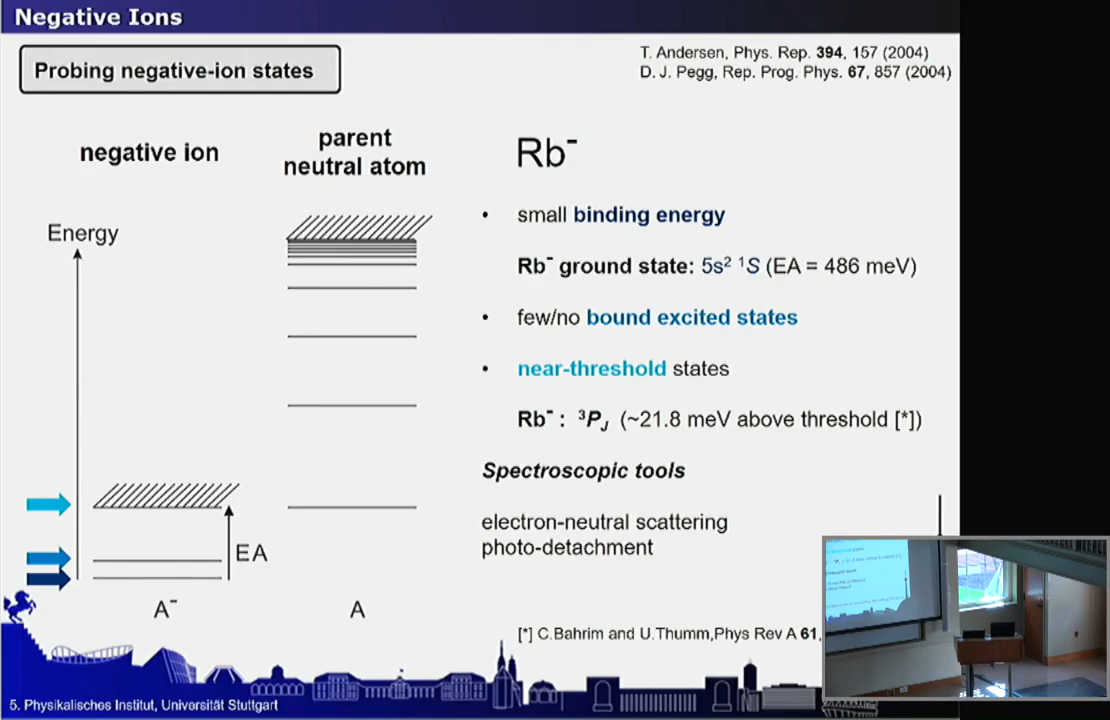 Negative Ions
Probing negative-ion states
T. Andersen, Phys. Rep. 394, 157 (2004)
D. J. Pegg, Rep. Prog. Phys. 67, 857 (2004)
negative ion
parent
neutral atom
Energy
EA
A⁻
A
Rb⁻
• small binding energy
Rb⁻ ground state: 5s² ¹S (EA = 486 meV)
• few/no bound excited states
• near-threshold states
Rb⁻ : ³P_J (~21.8 meV above threshold [*])
Spectroscopic tools
electron-neutral scattering
photo-detachment
[*] C.Bahrim and U.Thumm,Phys Rev A 61,
5. Physikalisches Institut, Universität Stuttgart